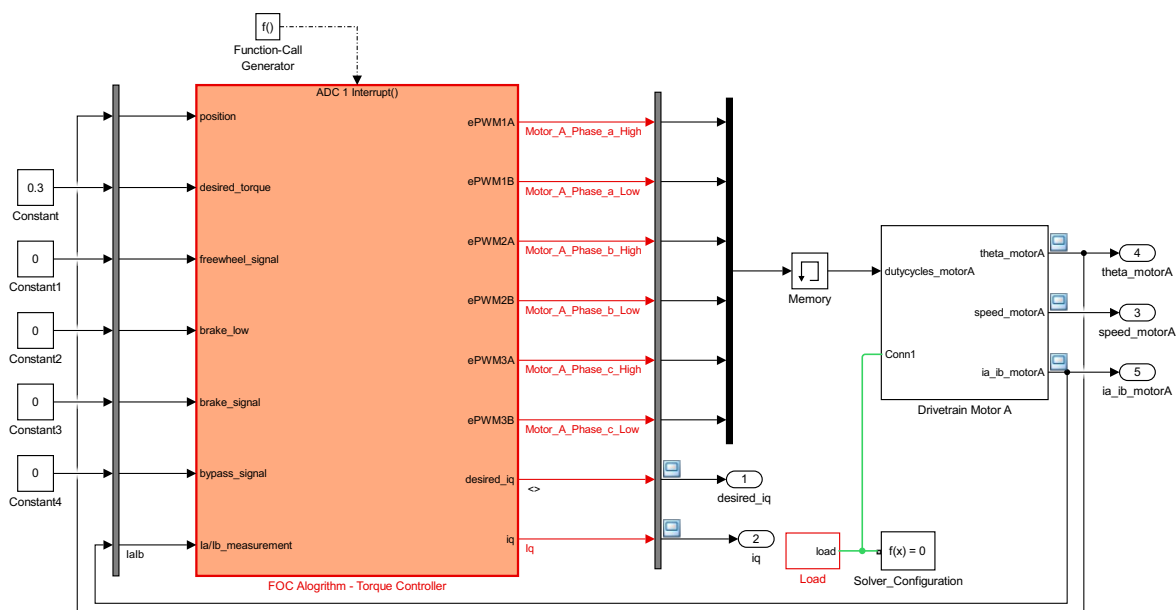 f()
Function-Call
Generator
ADC 1 Interrupt()
position
ePWM1A
Motor_A_Phase_a_High
0.3
Constant
desired_torque
ePWM1B
Motor_A_Phase_a_Low
0
Constant1
freewheel_signal
ePWM2A
Motor_A_Phase_b_High
0
Constant2
brake_low
ePWM2B
Motor_A_Phase_b_Low
0
Constant3
brake_signal
ePWM3A
Motor_A_Phase_c_High
ePWM3B
Motor_A_Phase_c_Low
0
Constant4
bypass_signal
desired_iq
<>
1
desired_iq
IaIb
Ia/Ib_measurement
iq
Iq
2
iq
FOC Alogrithm - Torque Controller
Memory
dutycycles_motorA
Conn1
theta_motorA
speed_motorA
ia_ib_motorA
Drivetrain Motor A
4
theta_motorA
3
speed_motorA
5
ia_ib_motorA
load
Load
f(x) = 0
Solver_Configuration